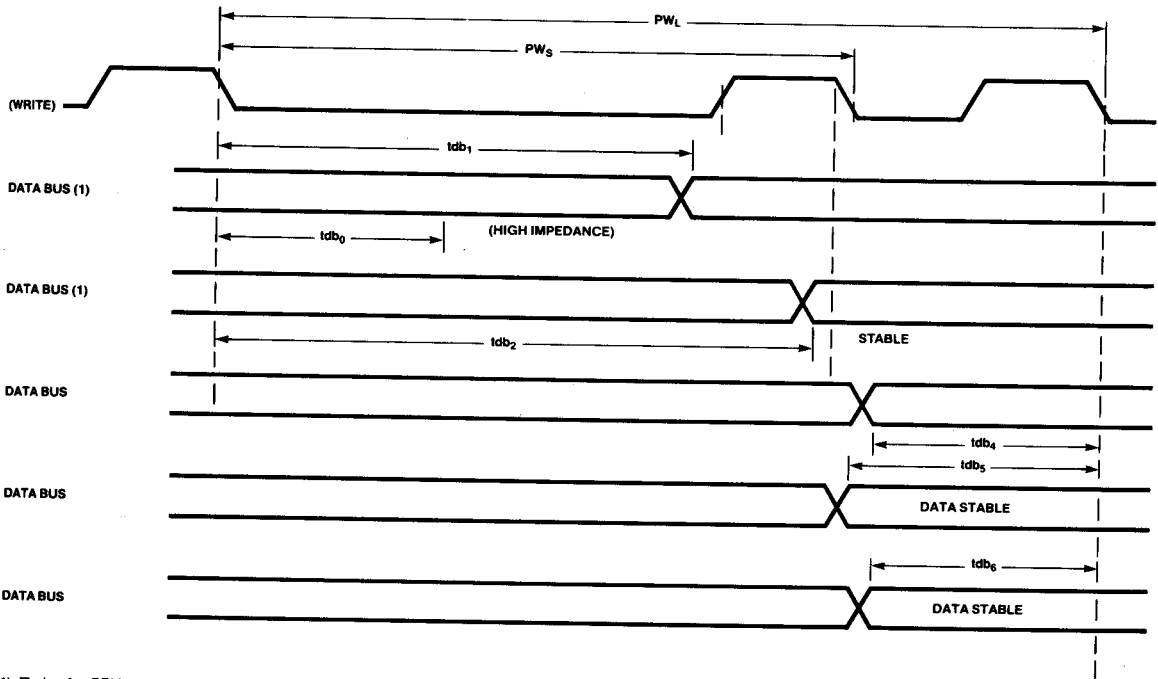 PWL
PWS
(WRITE)
tdb1
DATA BUS (1)
tdb0
(HIGH IMPEDANCE)
DATA BUS (1)
tdb2
STABLE
DATA BUS
tdb4
tdb5
DATA BUS
DATA STABLE
tdb6
DATA BUS
DATA STABLE